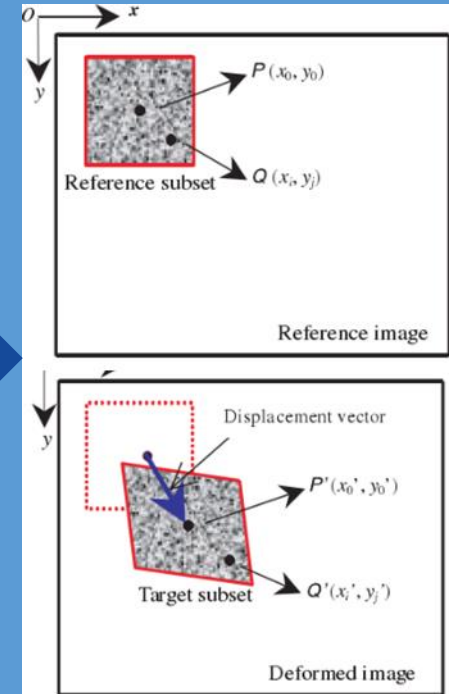 O x
y
P (x₀, y₀)
Q (xᵢ, yⱼ)
Reference subset
Reference image
y
Displacement vector
P’(x₀’, y₀’)
Q’(xᵢ’, yⱼ’)
Target subset
Deformed image